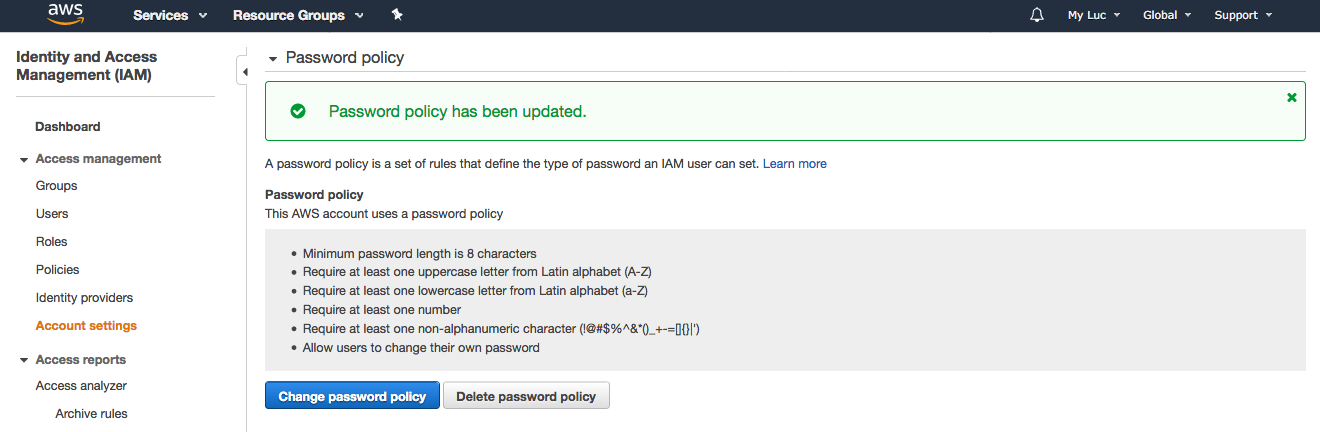 aws
Services
Resource Groups
My Luc
Global
Support
Identity and Access
Management (IAM)
Dashboard
Access management
Groups
Users
Roles
Policies
Identity providers
Account settings
Access reports
Access analyzer
Archive rules
Password policy
Password policy has been updated.
A password policy is a set of rules that define the type of password an IAM user can set. Learn more
Password policy
This AWS account uses a password policy
• Minimum password length is 8 characters
• Require at least one uppercase letter from Latin alphabet (A-Z)
• Require at least one lowercase letter from Latin alphabet (a-Z)
• Require at least one number
• Require at least one non-alphanumeric character (!@#$%^&*()_+-=[]{}|')
• Allow users to change their own password
Change password policy
Delete password policy